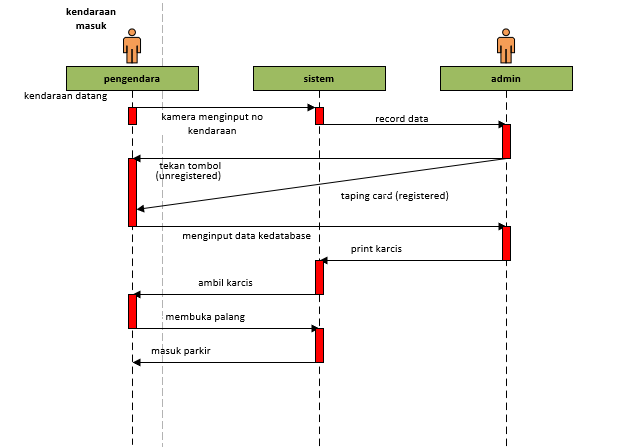 kendaraan
masuk
pengendara
sistem
admin
kendaraan datang
kamera menginput no
kendaraan
record data
tekan tombol
(unregistered)
taping card (registered)
menginput data kedatabase
print karcis
ambil karcis
membuka palang
masuk parkir